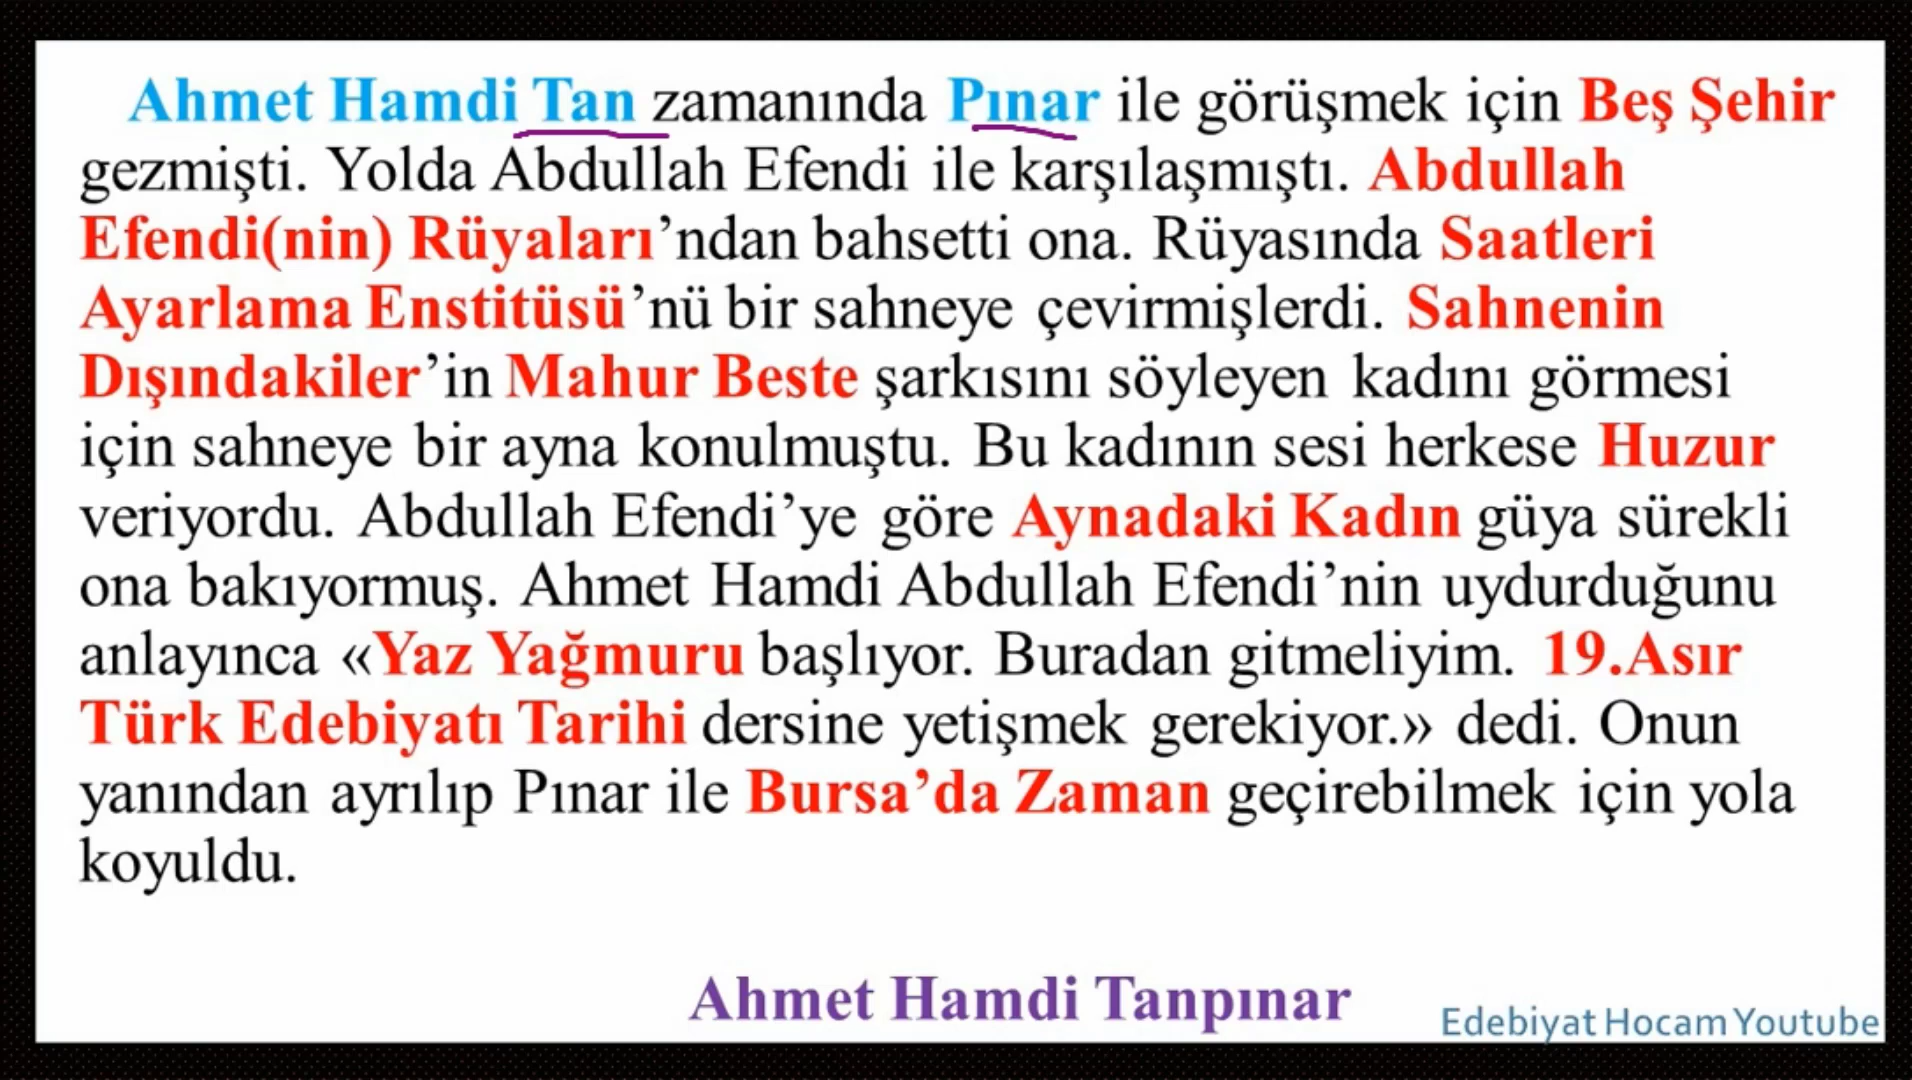 Ahmet Hamdi Tan zamanında Pınar ile görüşmek için Beş Şehir
gezmişti. Yolda Abdullah Efendi ile karşılaşmıştı. Abdullah
Efendi(nin) Rüyaları’ndan bahsetti ona. Rüyasında Saatleri
Ayarlama Enstitüsü’nü bir sahneye çevirmişlerdi. Sahnenin
Dışındakiler’in Mahur Beste şarkısını söyleyen kadını görmesi
için sahneye bir ayna konulmuştu. Bu kadının sesi herkese Huzur
veriyordu. Abdullah Efendi’ye göre Aynadaki Kadın güya sürekli
ona bakıyormuş. Ahmet Hamdi Abdullah Efendi’nin uydurduğunu
anlayınca «Yaz Yağmuru başlıyor. Buradan gitmeliyim. 19.Asır
Türk Edebiyatı Tarihi dersine yetişmek gerekiyor.» dedi. Onun
yanından ayrılıp Pınar ile Bursa’da Zaman geçirebilmek için yola
koyuldu.
Ahmet Hamdi Tanpınar
Edebiyat Hocam Youtube